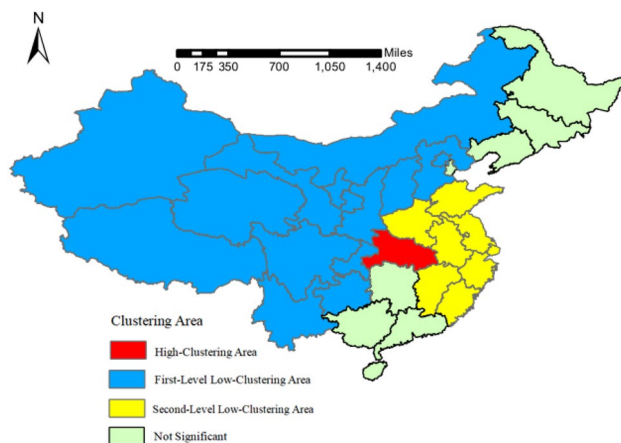 N
Miles
0 175 350 700 1,050 1,400
Clustering Area
High-Clustering Area
First-Level Low-Clustering Area
Second-Level Low-Clustering Area
Not Significant